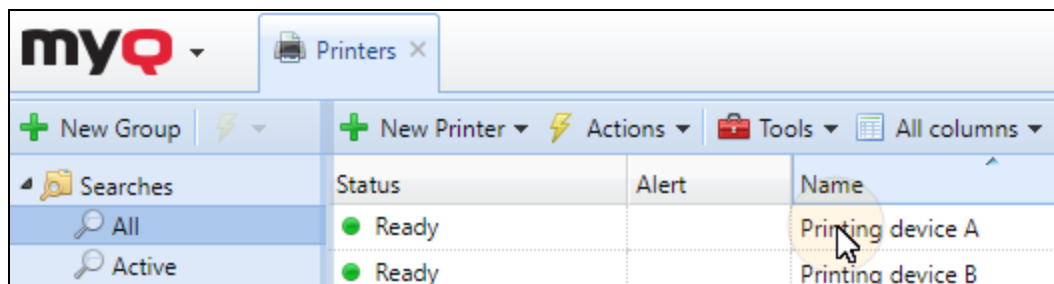 myQ
Printers
New Group
New Printer Actions Tools All columns
Searches
Status Alert Name
All
Ready Printing device A
Active
Ready Printing device B